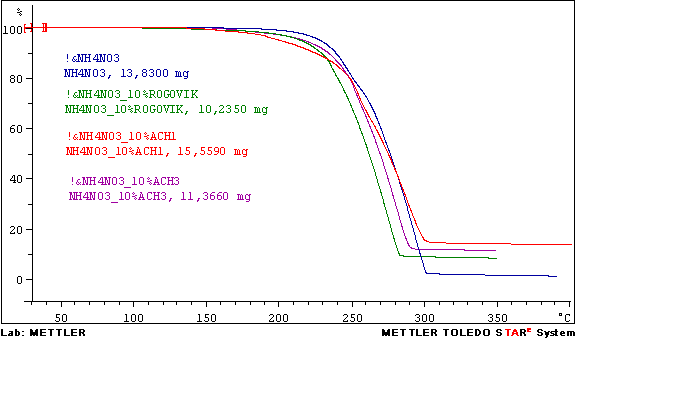 %
100
!&NH4NO3
NH4NO3, 13,8300 mg
80
!&NH4NO3_10%ROGOVIK
NH4NO3_10%ROGOVIK, 10,2350 mg
60
!&NH4NO3_10%ACH1
NH4NO3_10%ACH1, 15,5590 mg
40
!&NH4NO3_10%ACH3
NH4NO3_10%ACH3, 11,3660 mg
20
0
50 100 150 200 250 300 350 °C
Lab: METTLER METTLER TOLEDO STARE System